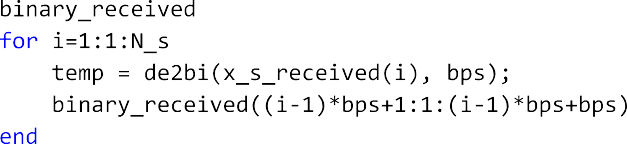 binary_received
for i=1:1:N_s
    temp = de2bi(x_s_received(i), bps);
    binary_received((i-1)*bps+1:1:(i-1)*bps+bps)
end